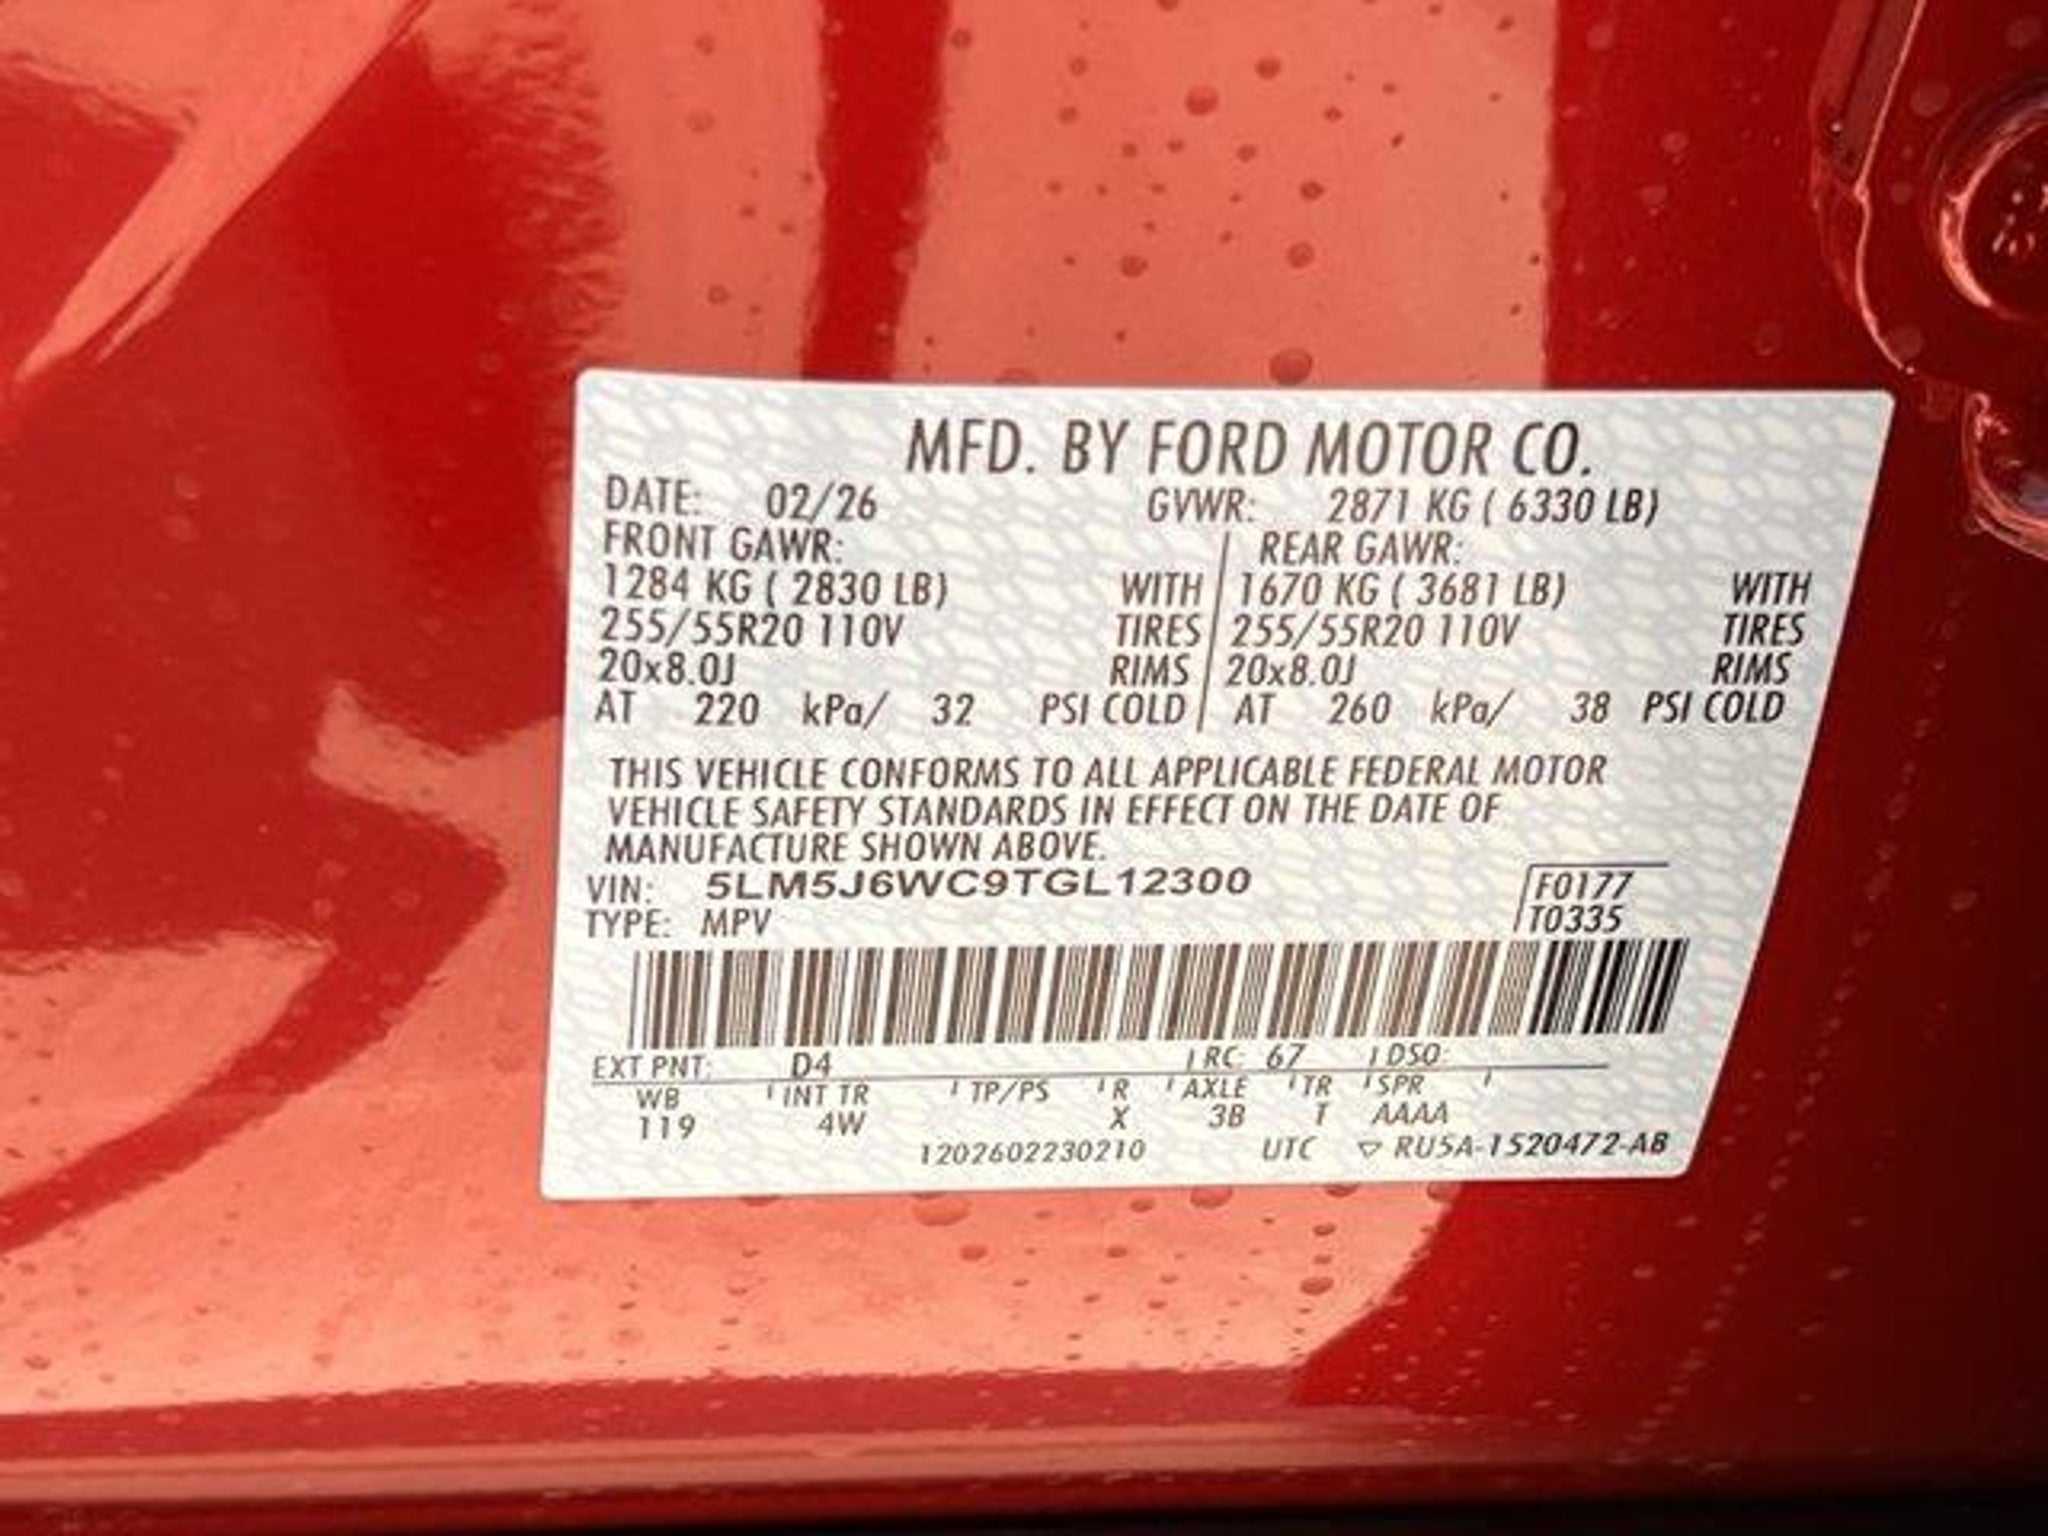 MFD. BY FORD MOTOR CO.
DATE: 02/26 GVWR: 2871 KG ( 6330 LB)
FRONT GAWR: REAR GAWR:
1284 KG ( 2830 LB) WITH 1670 KG ( 3681 LB) WITH
255/55R20 110V TIRES 255/55R20 110V TIRES
20x8.0J RIMS 20x8.0J RIMS
AT 220 kPa/ 32 PSI COLD AT 260 kPa/ 38 PSI COLD
THIS VEHICLE CONFORMS TO ALL APPLICABLE FEDERAL MOTOR
VEHICLE SAFETY STANDARDS IN EFFECT ON THE DATE OF
MANUFACTURE SHOWN ABOVE.
VIN: 5LM5J6WC9TGL12300 F0177
TYPE: MPV T0335
EXT PNT: D4 RC: 67 DSO:
WB INT TR TP/PS R AXLE TR SPR
119 4W X 3B T AAAA
1202602230210 UTC ▽ RU5A-1520472-AB